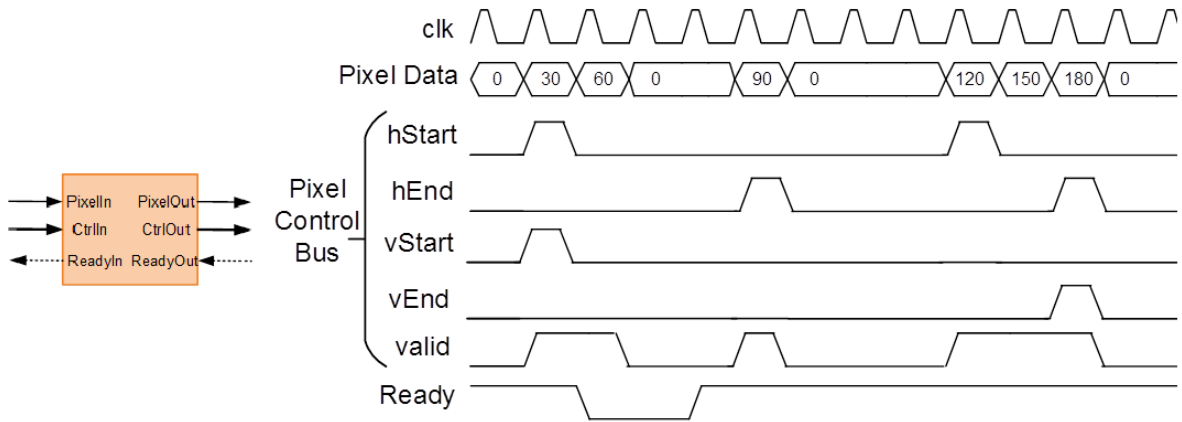 clk
Pixel Data
0 30 60 0 90 0 120 150 180 0
hStart
hEnd
Pixel
Control
Bus
vStart
vEnd
valid
Ready
PixelIn PixelOut
CtrlIn CtrlOut
ReadyIn ReadyOut